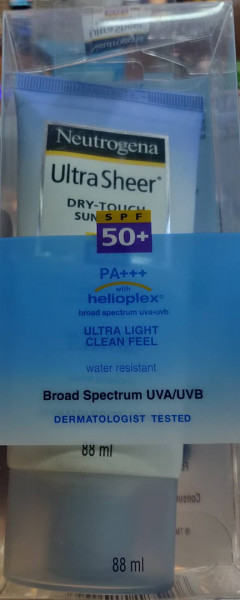 Neutrogena
Ultra Sheer®
DRY-TOUCH
SUN
SPF
50+
PA+++
with
helioplex®
broad spectrum uva-uvb
ULTRA LIGHT
CLEAN FEEL
water resistant
Broad Spectrum UVA/UVB
DERMATOLOGIST TESTED
88 ml
88 ml